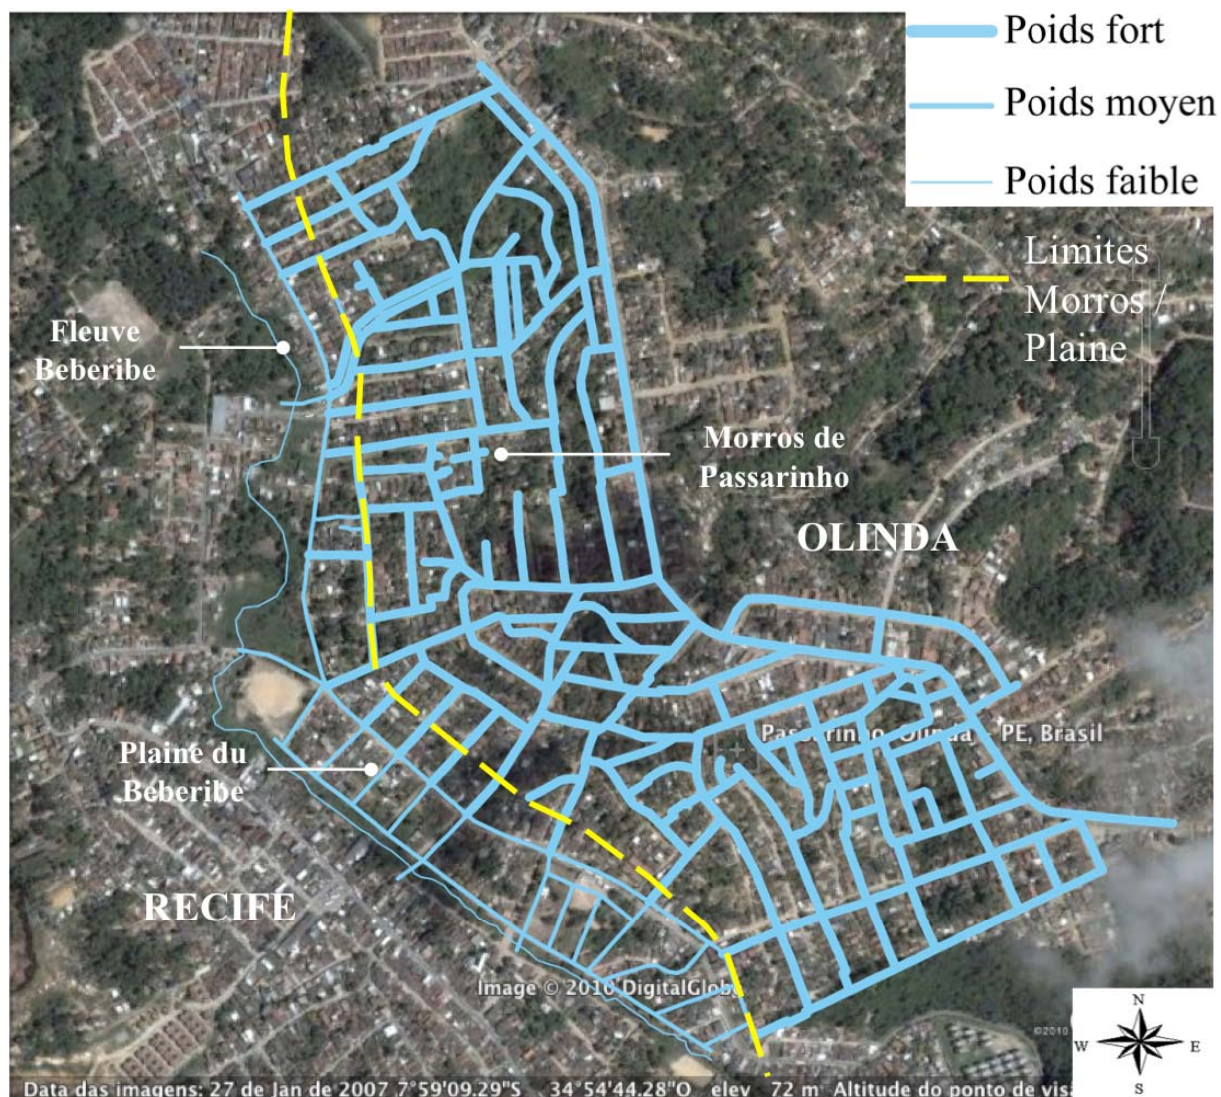 Poids fort
Poids moyen
Poids faible
Limites
Morros /
Plaine
Fleuve
Beberibe
Morros de
Passarinho
OLINDA
Passarinho, Olinda - PE, Brasil
Plaine du
Beberibe
RECIFE
Image © 2010 DigitalGlobe
©2010
N
W E
S
Data das imagens: 27 de Jan de 2007 7°59'09.29"S 34°54'44.28"O elev 72 m Altitude do ponto de